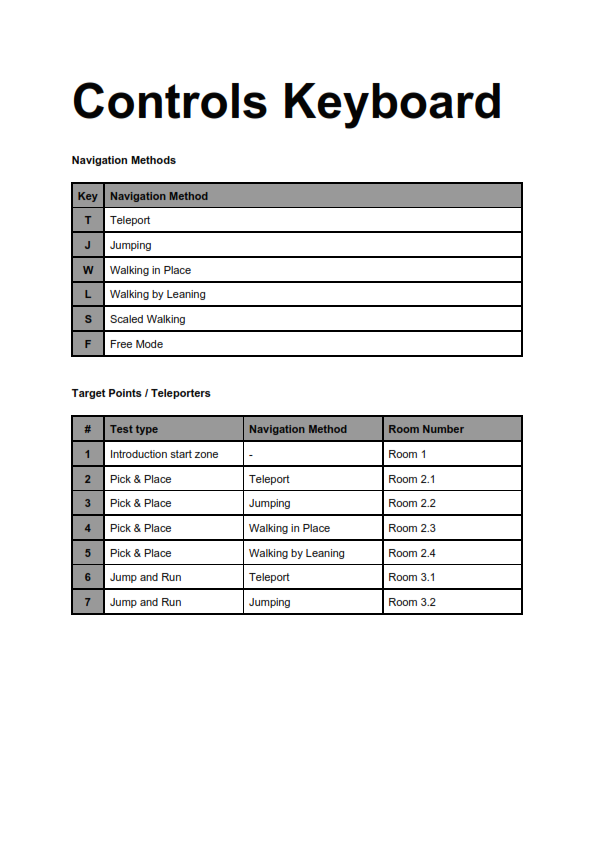 Controls Keyboard
Navigation Methods
Key Navigation Method
T Teleport
J Jumping
W Walking in Place
L Walking by Leaning
S Scaled Walking
F Free Mode
Target Points / Teleporters
# Test type Navigation Method Room Number
1 Introduction start zone - Room 1
2 Pick & Place Teleport Room 2.1
3 Pick & Place Jumping Room 2.2
4 Pick & Place Walking in Place Room 2.3
5 Pick & Place Walking by Leaning Room 2.4
6 Jump and Run Teleport Room 3.1
7 Jump and Run Jumping Room 3.2